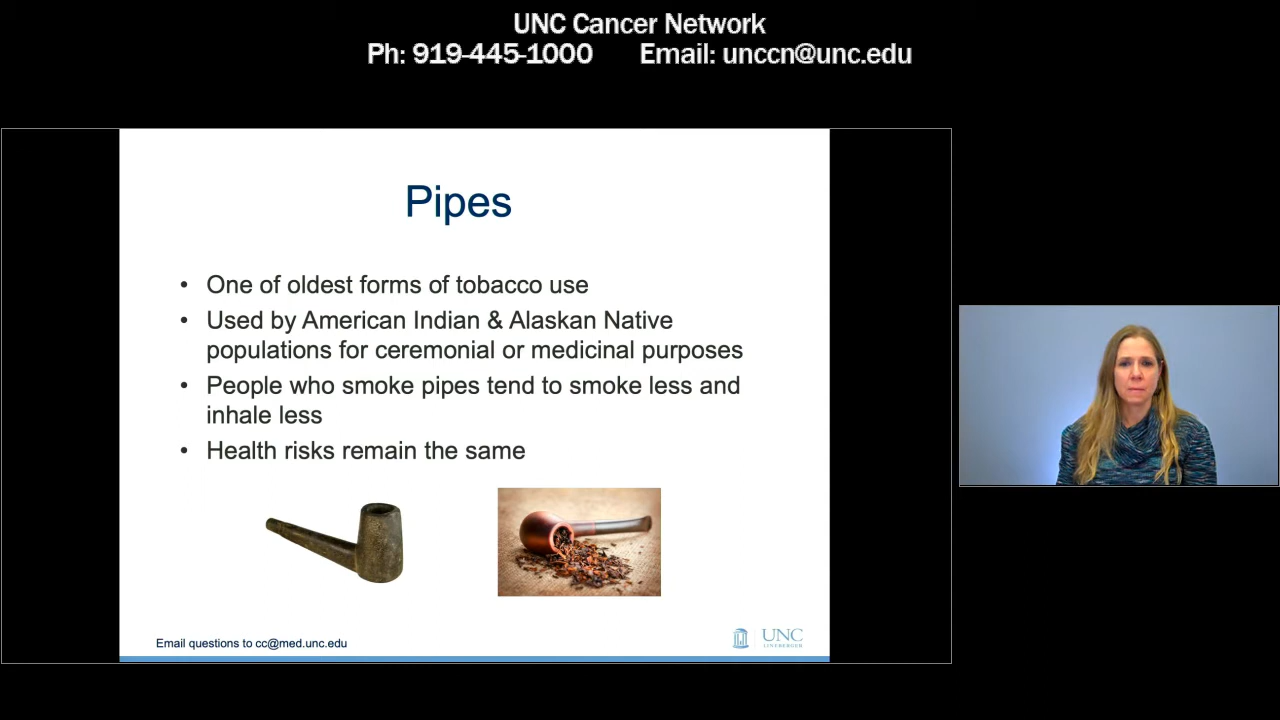 UNC Cancer Network
Ph: 919-445-1000 Email: unccn@unc.edu
Pipes
• One of oldest forms of tobacco use
• Used by American Indian & Alaskan Native
populations for ceremonial or medicinal purposes
• People who smoke pipes tend to smoke less and
inhale less
• Health risks remain the same
Email questions to cc@med.unc.edu
UNC
LINEBERGER